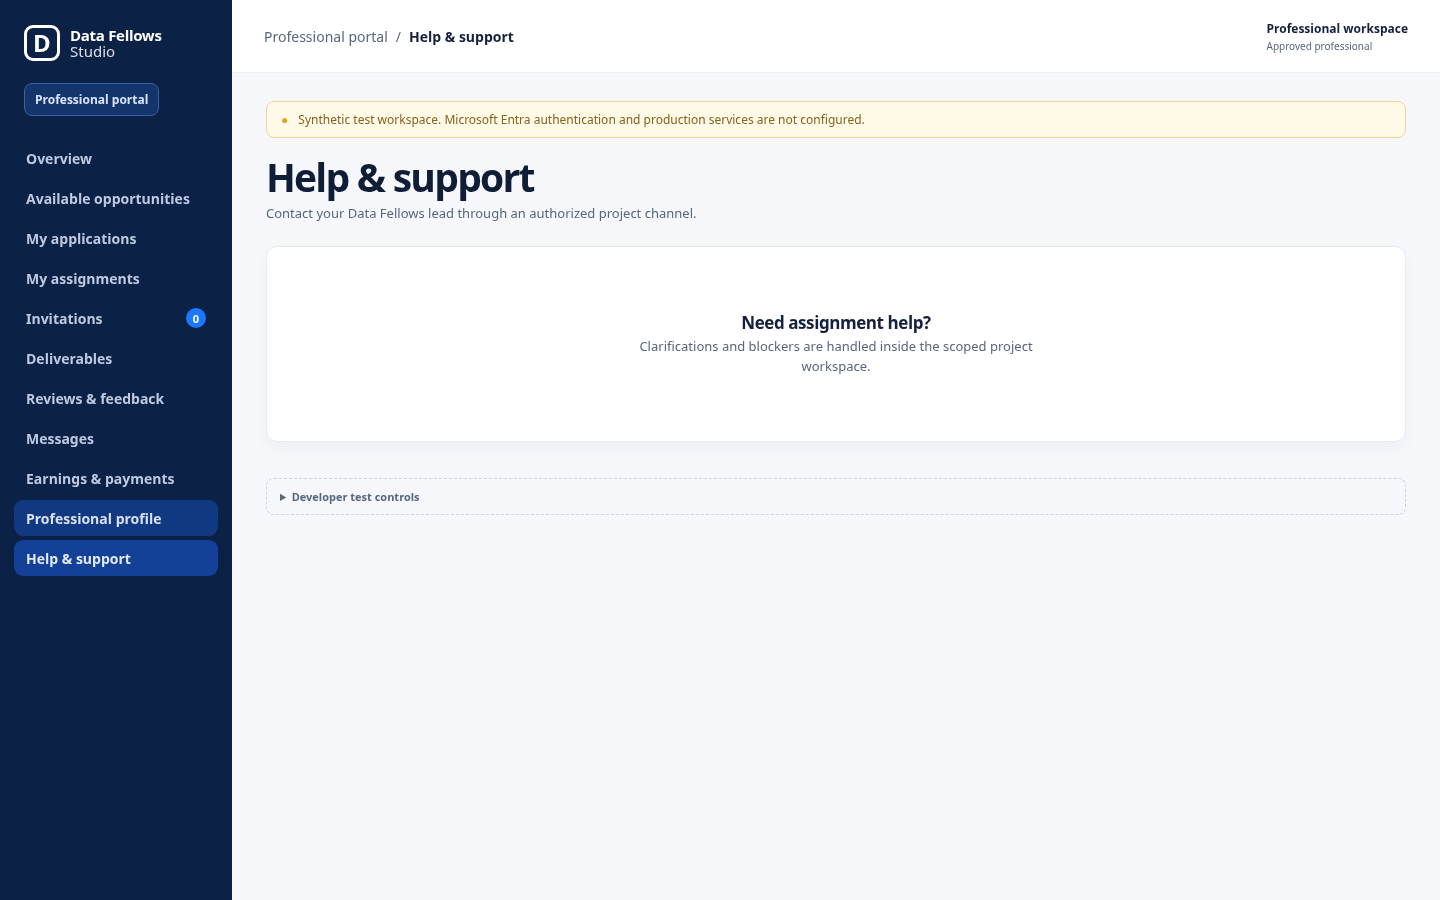 D
Data Fellows
Studio
Professional portal
Overview
Available opportunities
My applications
My assignments
Invitations 0
Deliverables
Reviews & feedback
Messages
Earnings & payments
Professional profile
Help & support
Professional portal / Help & support
Professional workspace
Approved professional
Synthetic test workspace. Microsoft Entra authentication and production services are not configured.
Help & support
Contact your Data Fellows lead through an authorized project channel.
Need assignment help?
Clarifications and blockers are handled inside the scoped project
workspace.
Developer test controls